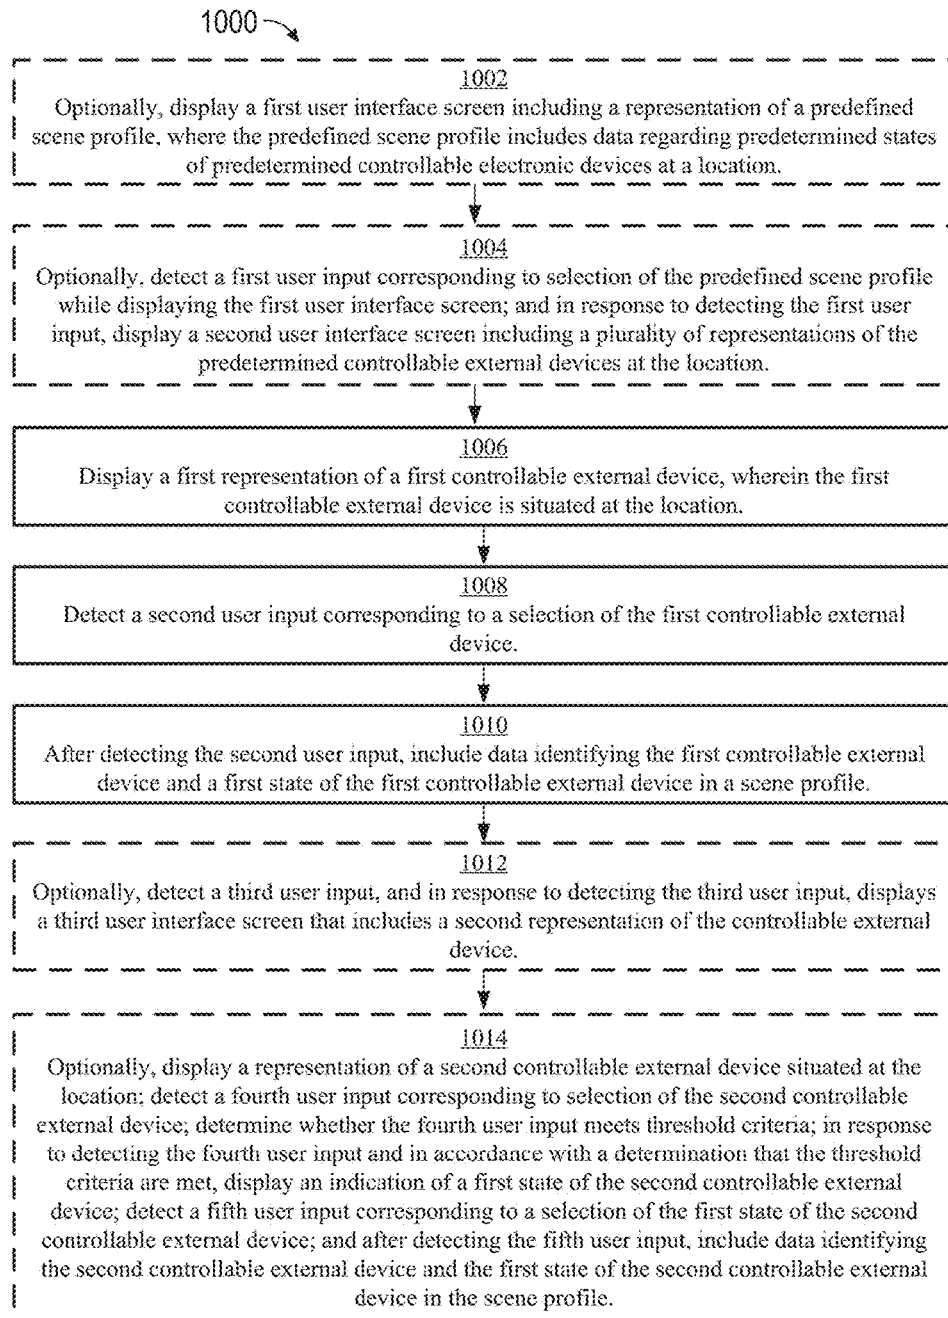 1000
1002
Optionally, display a first user interface screen including a representation of a predefined
scene profile, where the predefined scene profile includes data regarding predetermined states
of predetermined controllable electronic devices at a location.
1004
Optionally, detect a first user input corresponding to selection of the predefined scene profile
while displaying the first user interface screen; and in response to detecting the first user
input, display a second user interface screen including a plurality of representations of the
predetermined controllable external devices at the location.
1006
Display a first representation of a first controllable external device, wherein the first
controllable external device is situated at the location.
1008
Detect a second user input corresponding to a selection of the first controllable external
device.
1010
After detecting the second user input, include data identifying the first controllable external
device and a first state of the first controllable external device in a scene profile.
1012
Optionally, detect a third user input, and in response to detecting the third user input, displays
a third user interface screen that includes a second representation of the controllable external
device.
1014
Optionally, display a representation of a second controllable external device situated at the
location; detect a fourth user input corresponding to selection of the second controllable
external device; determine whether the fourth user input meets threshold criteria; in response
to detecting the fourth user input and in accordance with a determination that the threshold
criteria are met, display an indication of a first state of the second controllable external
device; detect a fifth user input corresponding to a selection of the first state of the second
controllable external device; and after detecting the fifth user input, include data identifying
the second controllable external device and the first state of the second controllable external
device in the scene profile.